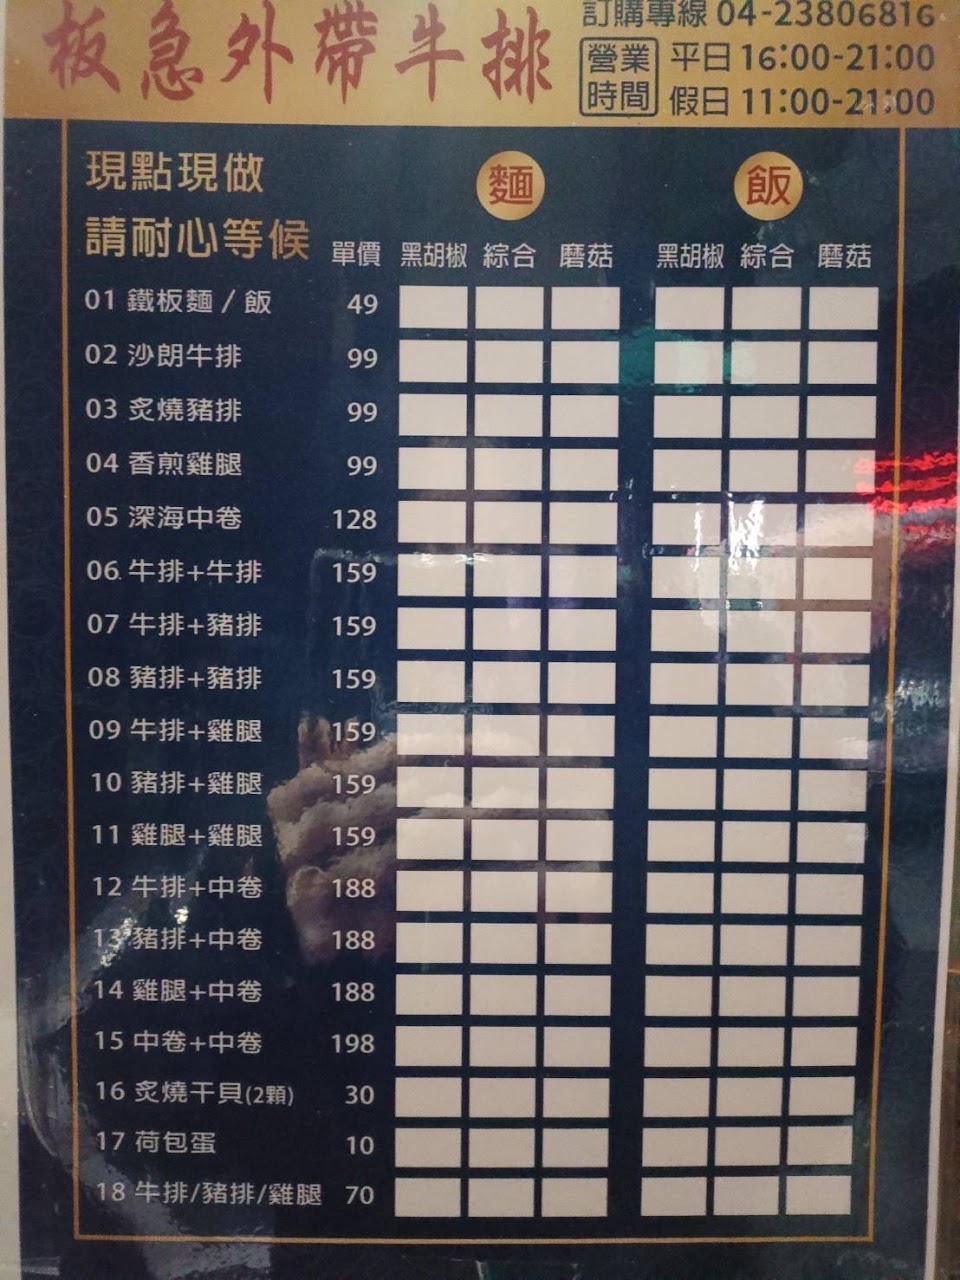 板急外帶牛排
訂購專線 04-23806816
營業時間 平日 16:00-21:00
假日 11:00-21:00
現點現做
請耐心等候
麵 飯
單價 黑胡椒 綜合 磨菇 黑胡椒 綜合 磨菇
01 鐵板麵/飯 49
02 沙朗牛排 99
03 炙燒豬排 99
04 香煎雞腿 99
05 深海中卷 128
06 牛排+牛排 159
07 牛排+豬排 159
08 豬排+豬排 159
09 牛排+雞腿 159
10 豬排+雞腿 159
11 雞腿+雞腿 159
12 牛排+中卷 188
13 豬排+中卷 188
14 雞腿+中卷 188
15 中卷+中卷 198
16 炙燒干貝(2顆) 30
17 荷包蛋 10
18 牛排/豬排/雞腿 70